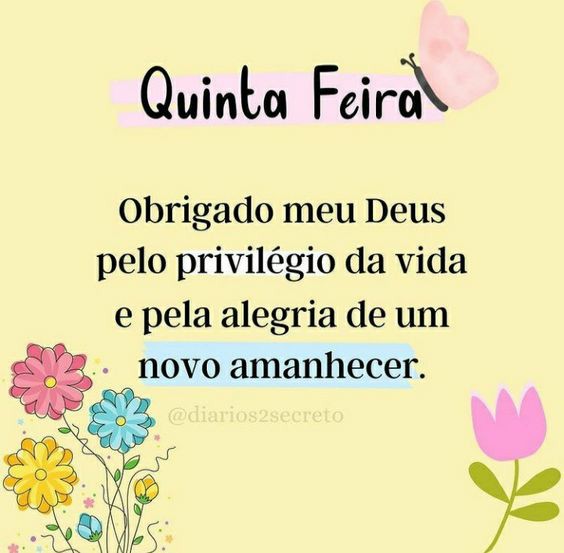 Quinta Feira
Obrigado meu Deus
pelo privilégio da vida
e pela alegria de um
novo amanhecer.
@diarios2secreto